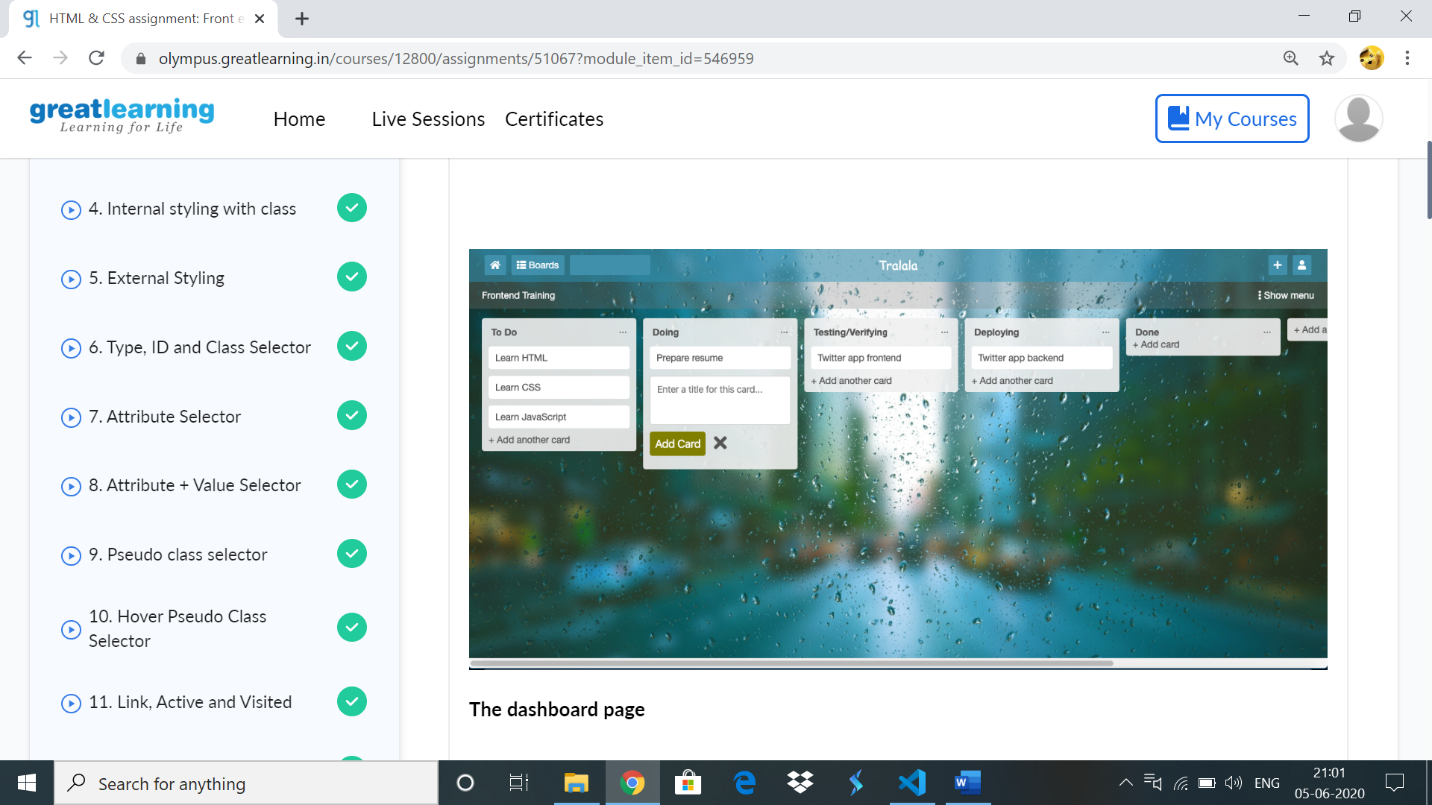 HTML & CSS assignment: Front e
olympus.greatlearning.in/courses/12800/assignments/51067?module_item_id=546959
greatlearning
Learning for Life
Home
Live Sessions
Certificates
My Courses
4. Internal styling with class
5. External Styling
6. Type, ID and Class Selector
7. Attribute Selector
8. Attribute + Value Selector
9. Pseudo class selector
10. Hover Pseudo Class
Selector
11. Link, Active and Visited
Boards
Tralala
Frontend Training
Show menu
To Do
Learn HTML
Learn CSS
Learn JavaScript
+ Add another card
Doing
Prepare resume
Enter a title for this card...
Add Card
Testing/Verifying
Twitter app frontend
+ Add another card
Deploying
Twitter app backend
+ Add another card
Done
+ Add card
+ Add a
The dashboard page
Search for anything
ENG
21:01
05-06-2020